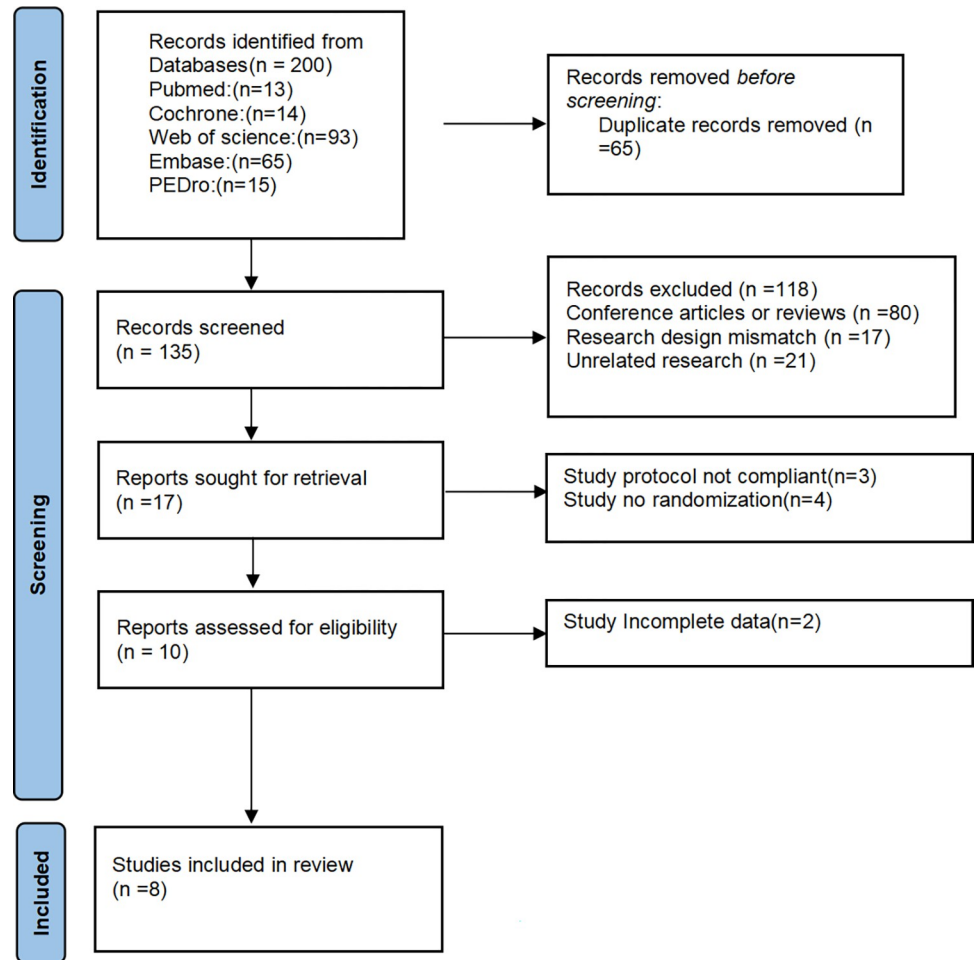 Identification
Records identified from
Databases(n = 200)
Pubmed:(n=13)
Cochrone:(n=14)
Web of science:(n=93)
Embase:(n=65)
PEDro:(n=15)
Records removed before
screening:
Duplicate records removed (n
=65)
Screening
Records screened
(n = 135)
Records excluded (n =118)
Conference articles or reviews (n =80)
Research design mismatch (n =17)
Unrelated research (n =21)
Reports sought for retrieval
(n =17)
Study protocol not compliant(n=3)
Study no randomization(n=4)
Reports assessed for eligibility
(n = 10)
Study Incomplete data(n=2)
Included
Studies included in review
(n =8)